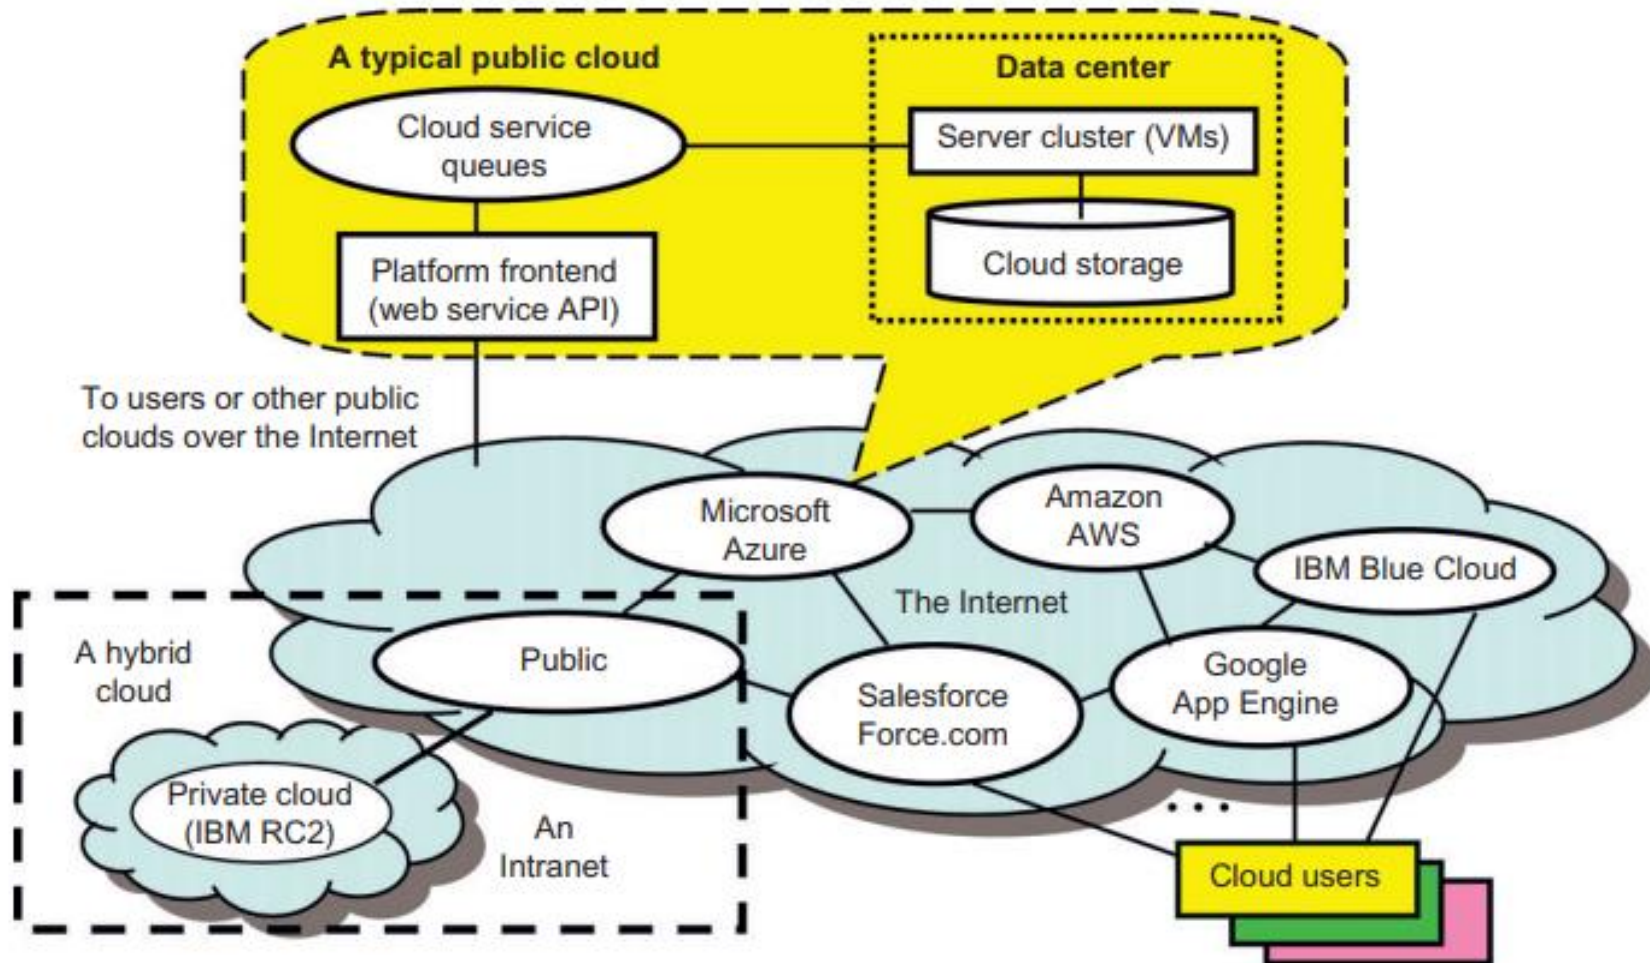 A typical public cloud
Data center
Cloud service
queues
Server cluster (VMs)
Platform frontend
(web service API)
Cloud storage
To users or other public
clouds over the Internet
Microsoft
Azure
Amazon
AWS
IBM Blue Cloud
The Internet
A hybrid
cloud
Public
Salesforce
Force.com
Google
App Engine
Private cloud
(IBM RC2)
An
Intranet
...
Cloud users